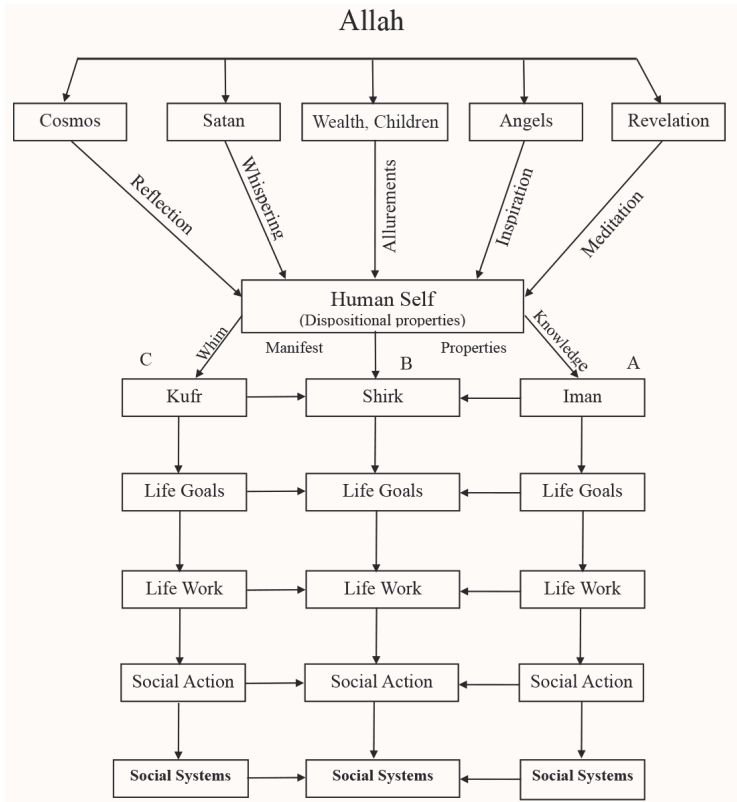 Allah
Cosmos
Satan
Wealth, Children
Angels
Revelation
Reflection
Whispering
Allurements
Inspiration
Meditation
Human Self
(Dispositional properties)
Whim
Manifest
Properties
Knowledge
C
B
A
Kufr
Shirk
Iman
Life Goals
Life Goals
Life Goals
Life Work
Life Work
Life Work
Social Action
Social Action
Social Action
Social Systems
Social Systems
Social Systems